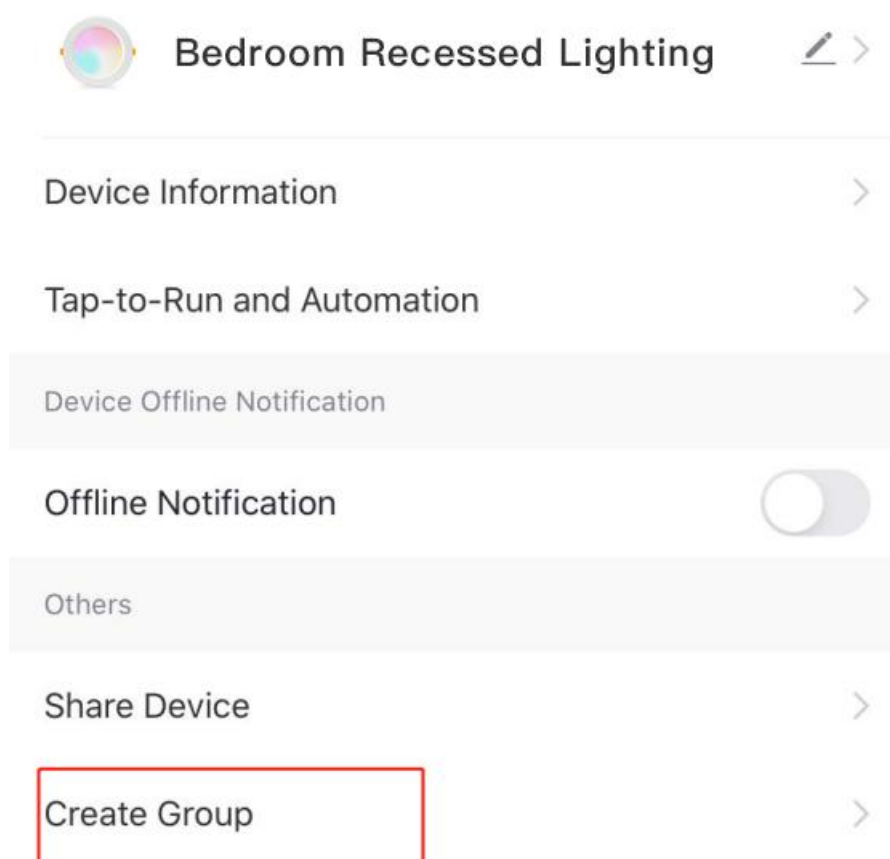 Bedroom Recessed Lighting
Device Information
Tap-to-Run and Automation
Device Offline Notification
Offline Notification
Others
Share Device
Create Group